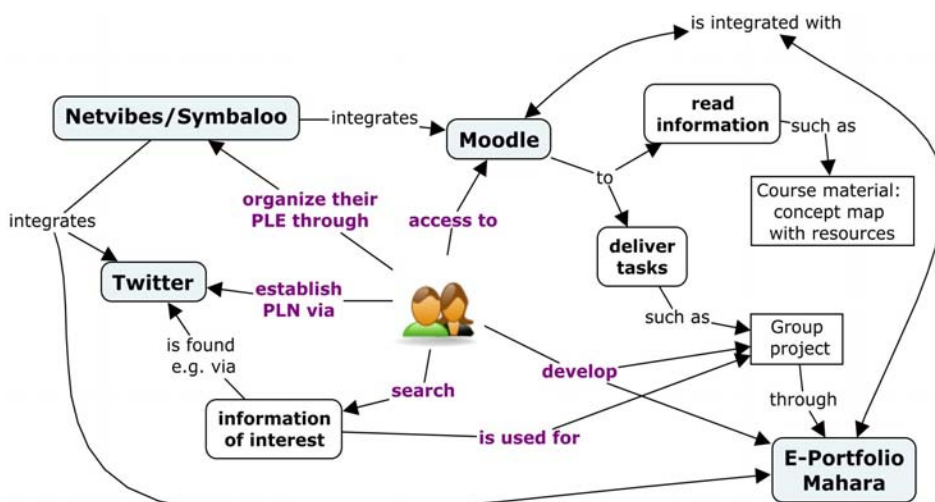 is integrated with
Netvibes/Symbaloo
integrates
Moodle
read
information
such as
to
Course material:
concept map
with resources
organize their
PLE through
access to
integrates
deliver
tasks
Twitter
establish
PLN via
such as
Group
project
is found
e.g. via
search
develop
through
information
of interest
is used for
E-Portfolio
Mahara